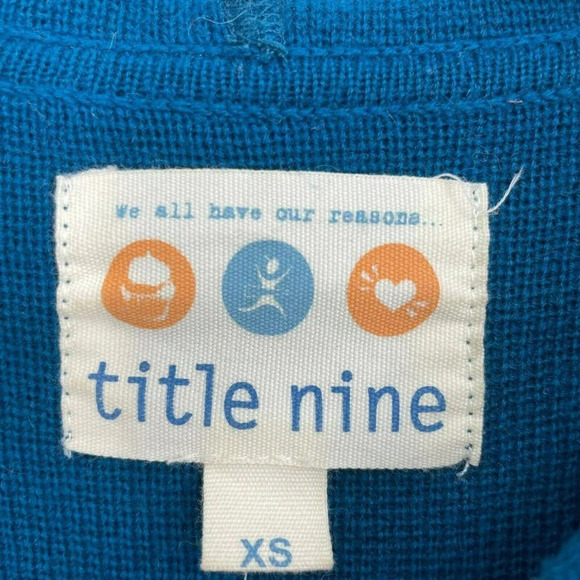 We all have our reasons...
title nine
XS